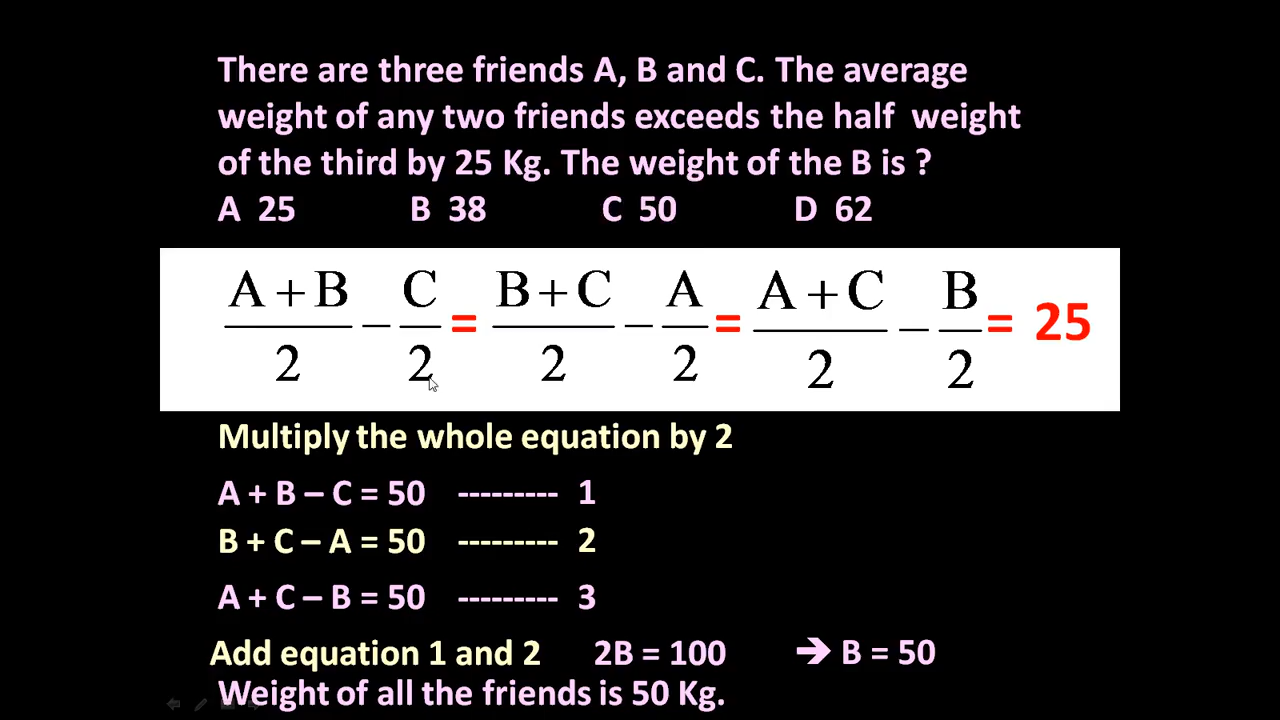 There are three friends A, B and C. The average
weight of any two friends exceeds the half weight
of the third by 25 Kg. The weight of the B is ?
A 25 B 38 C 50 D 62
A + B / 2 − C / 2 = B + C / 2 − A / 2 = A + C / 2 − B / 2 = 25
Multiply the whole equation by 2
A + B – C = 50 --------- 1
B + C – A = 50 --------- 2
A + C – B = 50 --------- 3
Add equation 1 and 2 2B = 100 ➔ B = 50
Weight of all the friends is 50 Kg.